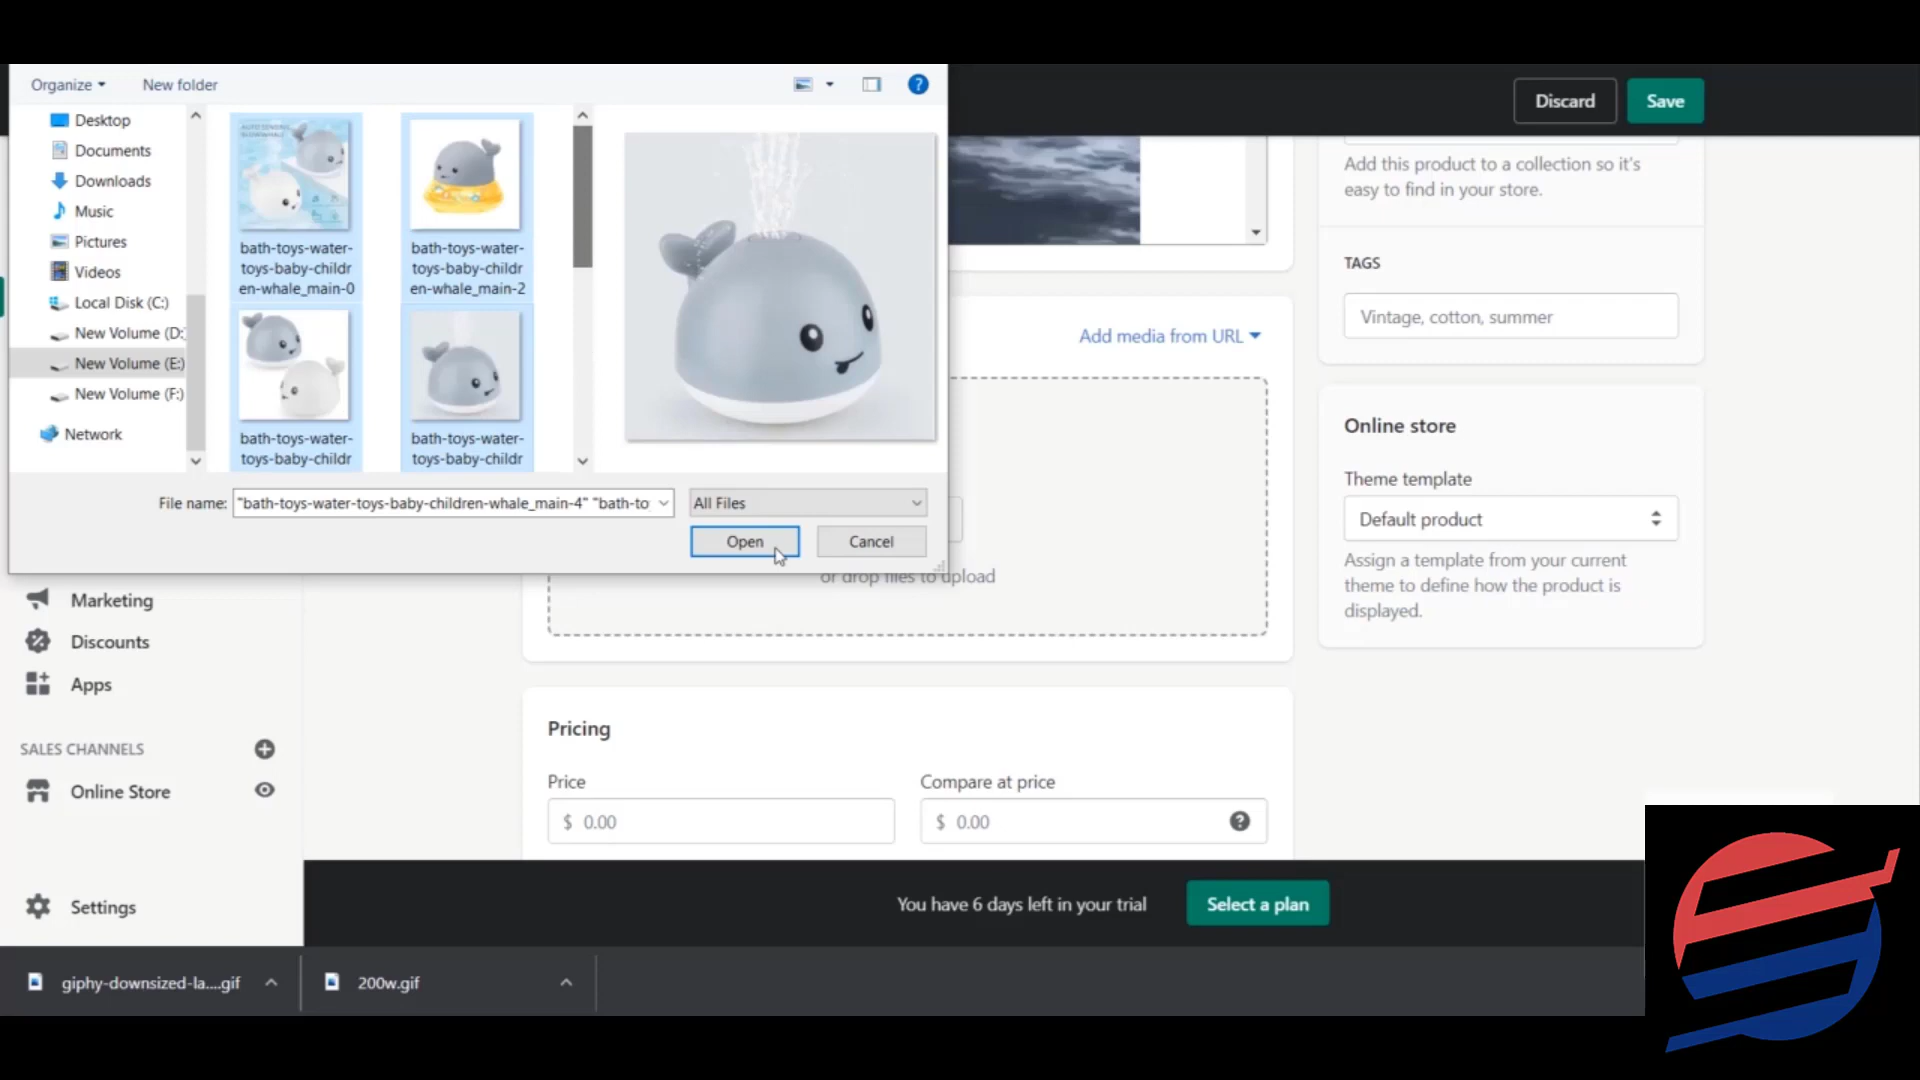 Organize
New folder
Desktop
Documents
Downloads
Music
Pictures
Videos
Local Disk (C:)
New Volume (D:
New Volume (E:)
New Volume (F:)
Network
bath-toys-water-
toys-baby-childr
en-whale_main-0
bath-toys-water-
toys-baby-childr
en-whale_main-2
bath-toys-water-
toys-baby-childr
bath-toys-water-
toys-baby-childr
File name:
"bath-toys-water-toys-baby-children-whale_main-4" "bath-to
All Files
Open
Cancel
Discard
Save
Add this product to a collection so it's
easy to find in your store.
TAGS
Vintage, cotton, summer
Add media from URL
or drop files to upload
Online store
Theme template
Default product
Assign a template from your current
theme to define how the product is
displayed.
Marketing
Discounts
Apps
SALES CHANNELS
Online Store
Settings
Pricing
Price
Compare at price
$ 0.00
$ 0.00
You have 6 days left in your trial
Select a plan
giphy-downsized-la....gif
200w.gif